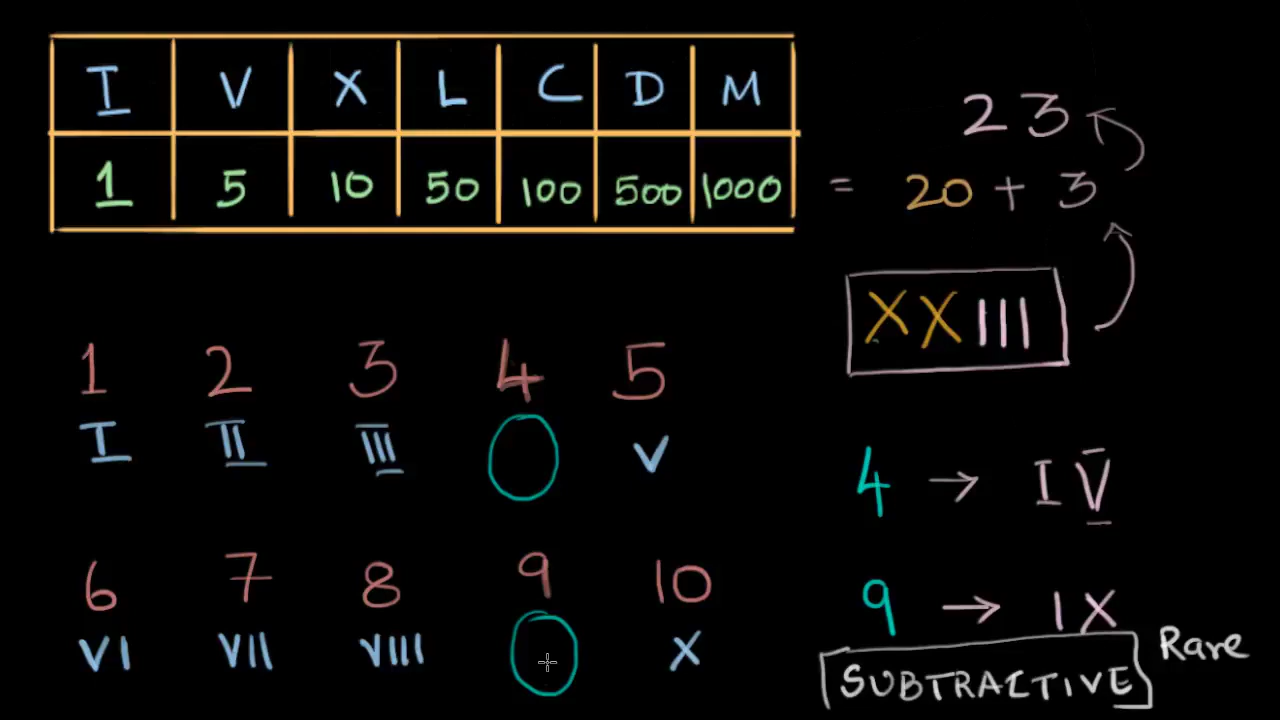 I V X L C D M
1 5 10 50 100 500 1000
23
= 20 + 3
XXIII
1 2 3 4 5
I II III V
6 7 8 9 10
VI VII VIII X
4 → IV
9 → IX
SUBTRACTIVE Rare